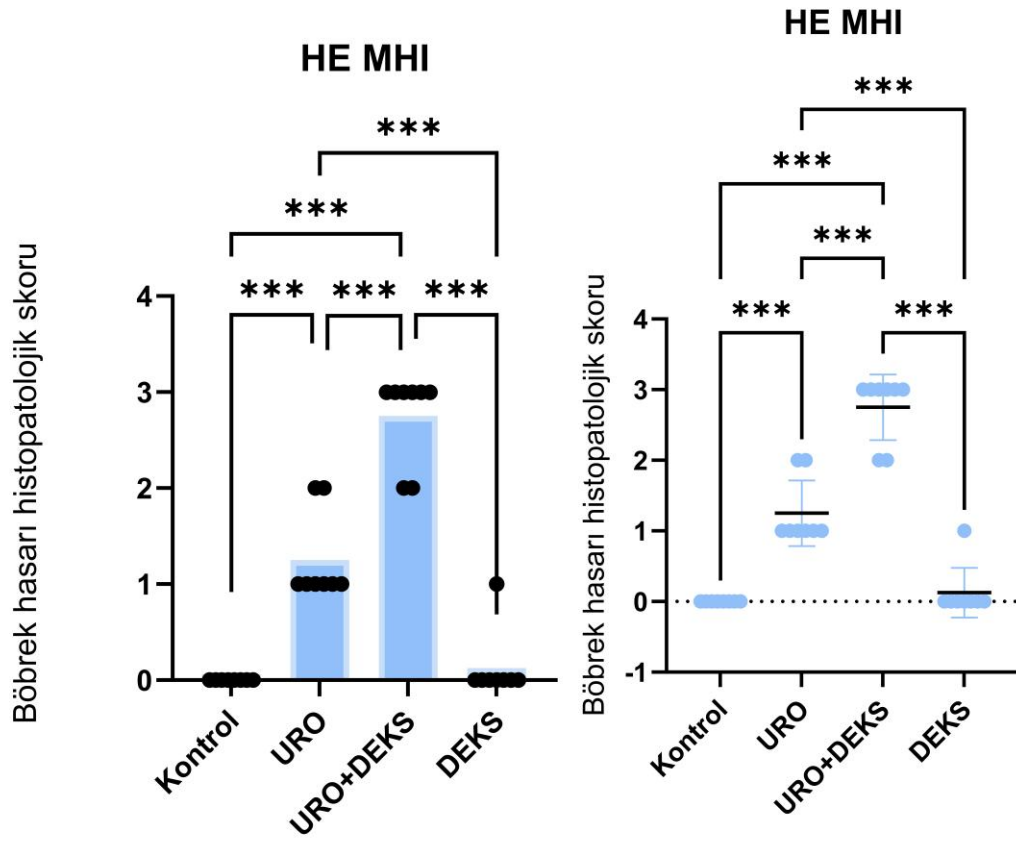 HE MHI
Böbrek hasarı histopatolojik skoru
***
***
*** *** ***
4
3
2
1
0
Kontrol
URO
URO+DEKS
DEKS
HE MHI
Böbrek hasarı histopatolojik skoru
***
***
***
*** ***
4
3
2
1
0
-1
Kontrol
URO
URO+DEKS
DEKS